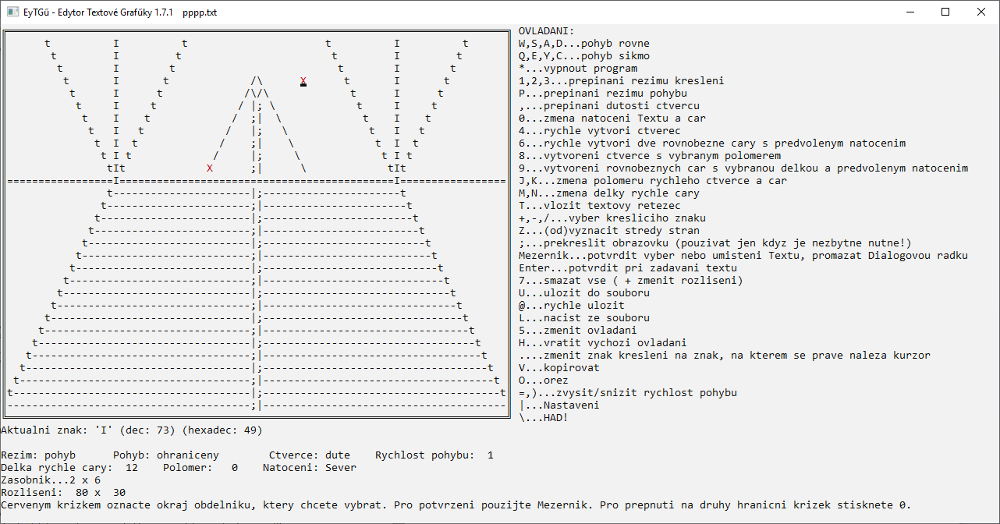 EyTGű - Edytor Textové Grafűky 1.7.1    pppp.txt
OVLADANI:
W,S,A,D...pohyb rovne
Q,E,Y,C...pohyb sikmo
*...vypnout program
1,2,3...prepinani rezimu kresleni
P...prepinani rezimu pohybu
,...prepinani dutosti ctvercu
0...zmena natoceni Textu a car
4...rychle vytvori ctverec
6...rychle vytvori dve rovnobezne cary s predvolenym natocenim
8...vytvoreni ctverce s vybranym polomerem
9...vytvoreni rovnobeznych car s vybranou delkou a predvolenym natocenim
J,K...zmena polomeru rychleho ctverce a car
M,N...zmena delky rychle cary
T...vlozit textovy retezec
+,-,/...vyber kresliciho znaku
Z...(od)vyznacit stredy stran
;...prekreslit obrazovku (pouzivat jen kdyz je nezbytne nutne!)
Mezernik...potvrdit vyber nebo umisteni Textu, promazat Dialogovou radku
Enter...potvrdit pri zadavani textu
7...smazat vse ( + zmenit rozliseni)
U...ulozit do souboru
@...rychle ulozit
L...nacist ze souboru
5...zmenit ovladani
H...vratit vychozi ovladani
....zmenit znak kresleni na znak, na kterem se prave naleza kurzor
V...kopirovat
O...orez
=,)...zvysit/snizit rychlost pohybu
|...Nastaveni
\...HAD!
Aktualni znak: 'I' (dec: 73) (hexadec: 49)
Rezim: pohyb      Pohyb: ohraniceny        Ctverce: dute    Rychlost pohybu:  1
Delka rychle cary:  12    Polomer:   0    Natoceni: Sever
Zasobnik...2 x 6
Rozliseni:  80 x  30
Cervenym krizkem oznacte okraj obdelniku, ktery chcete vybrat. Pro potvrzeni pouzijte Mezernik. Pro prepnuti na druhy hranicni krizek stisknete 0.